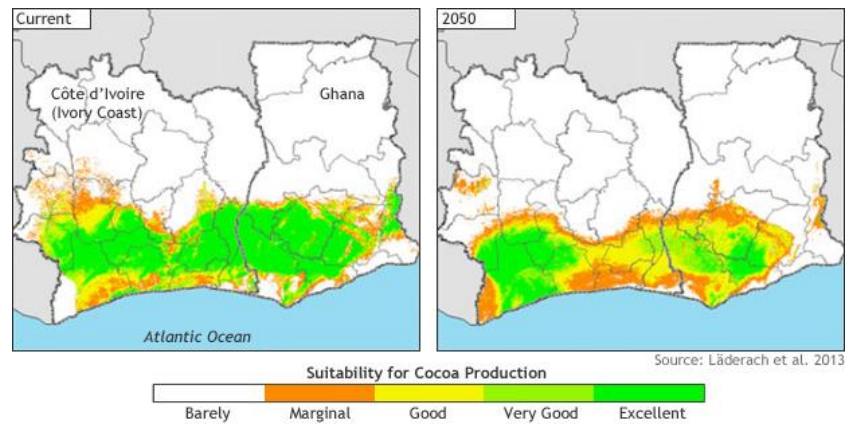 Current
2050
Côte d'Ivoire
(Ivory Coast)
Ghana
Atlantic Ocean
Source: Läderach et al. 2013
Suitability for Cocoa Production
Barely Marginal Good Very Good Excellent